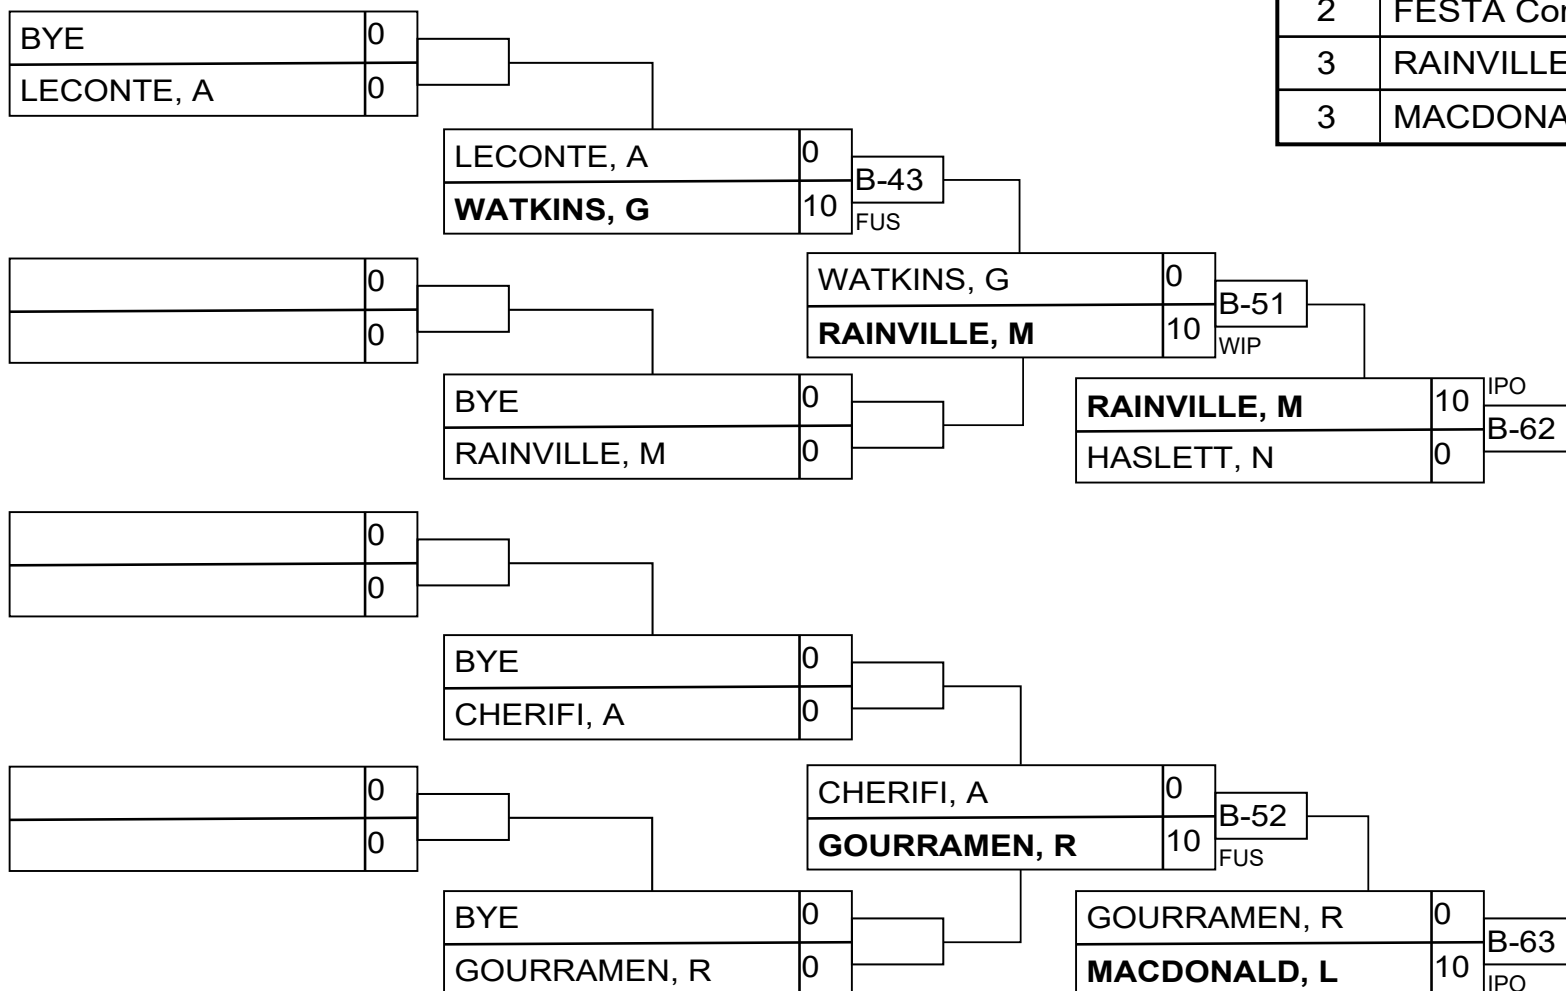 2 FESTA Cor
3 RAINVILLE
3 MACDONA
BYE 0
LECONTE, A 0
LECONTE, A 0
WATKINS, G 10
B-43
FUS
0
0
WATKINS, G 0
RAINVILLE, M 10
B-51
WIP
BYE 0
RAINVILLE, M 0
RAINVILLE, M 10
HASLETT, N 0
IPO
B-62
0
0
BYE 0
CHERIFI, A 0
0
0
CHERIFI, A 0
GOURRAMEN, R 10
B-52
FUS
BYE 0
GOURRAMEN, R 0
GOURRAMEN, R 0
MACDONALD, L 10
B-63
IPO